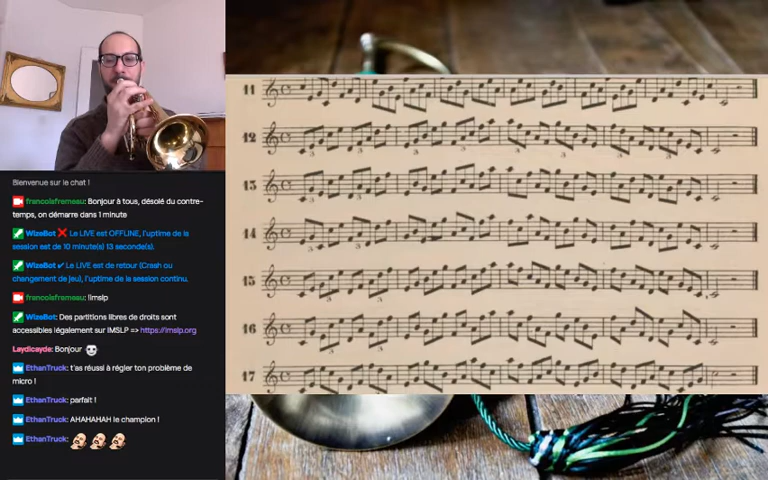 Bienvenue sur le chat !
francoisfremeau: Bonjour à tous, désolé du contre-
temps, on démarre dans 1 minute
WizeBot ❌ Le LIVE est OFFLINE, l'uptime de la
session est de 10 minute(s) 13 seconde(s).
WizeBot ✔ Le LIVE est de retour (Crash ou
changement de jeu), l'uptime de la session continu.
francoisfremeau: !imslp
WizeBot: Des partitions libres de droits sont
accessibles légalement sur IMSLP => https://imslp.org
Laydicayde: Bonjour
EthanTruck: t'as réussi à régler ton problème de
micro !
EthanTruck: parfait !
EthanTruck: AHAHAHAH le champion !
EthanTruck:
11
12
13
14
15
16
17